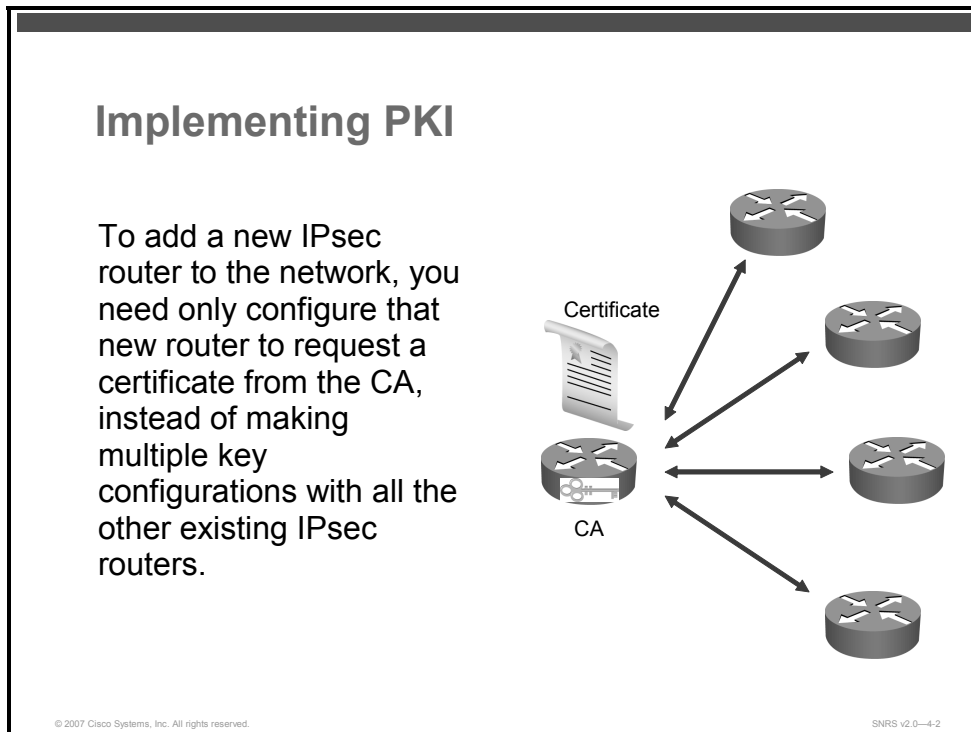 Implementing PKI
To add a new IPsec
router to the network, you
need only configure that
new router to request a
certificate from the CA,
instead of making
multiple key
configurations with all the
other existing IPsec
routers.
Certificate
CA
© 2007 Cisco Systems, Inc. All rights reserved.
SNRS v2.0—4-2